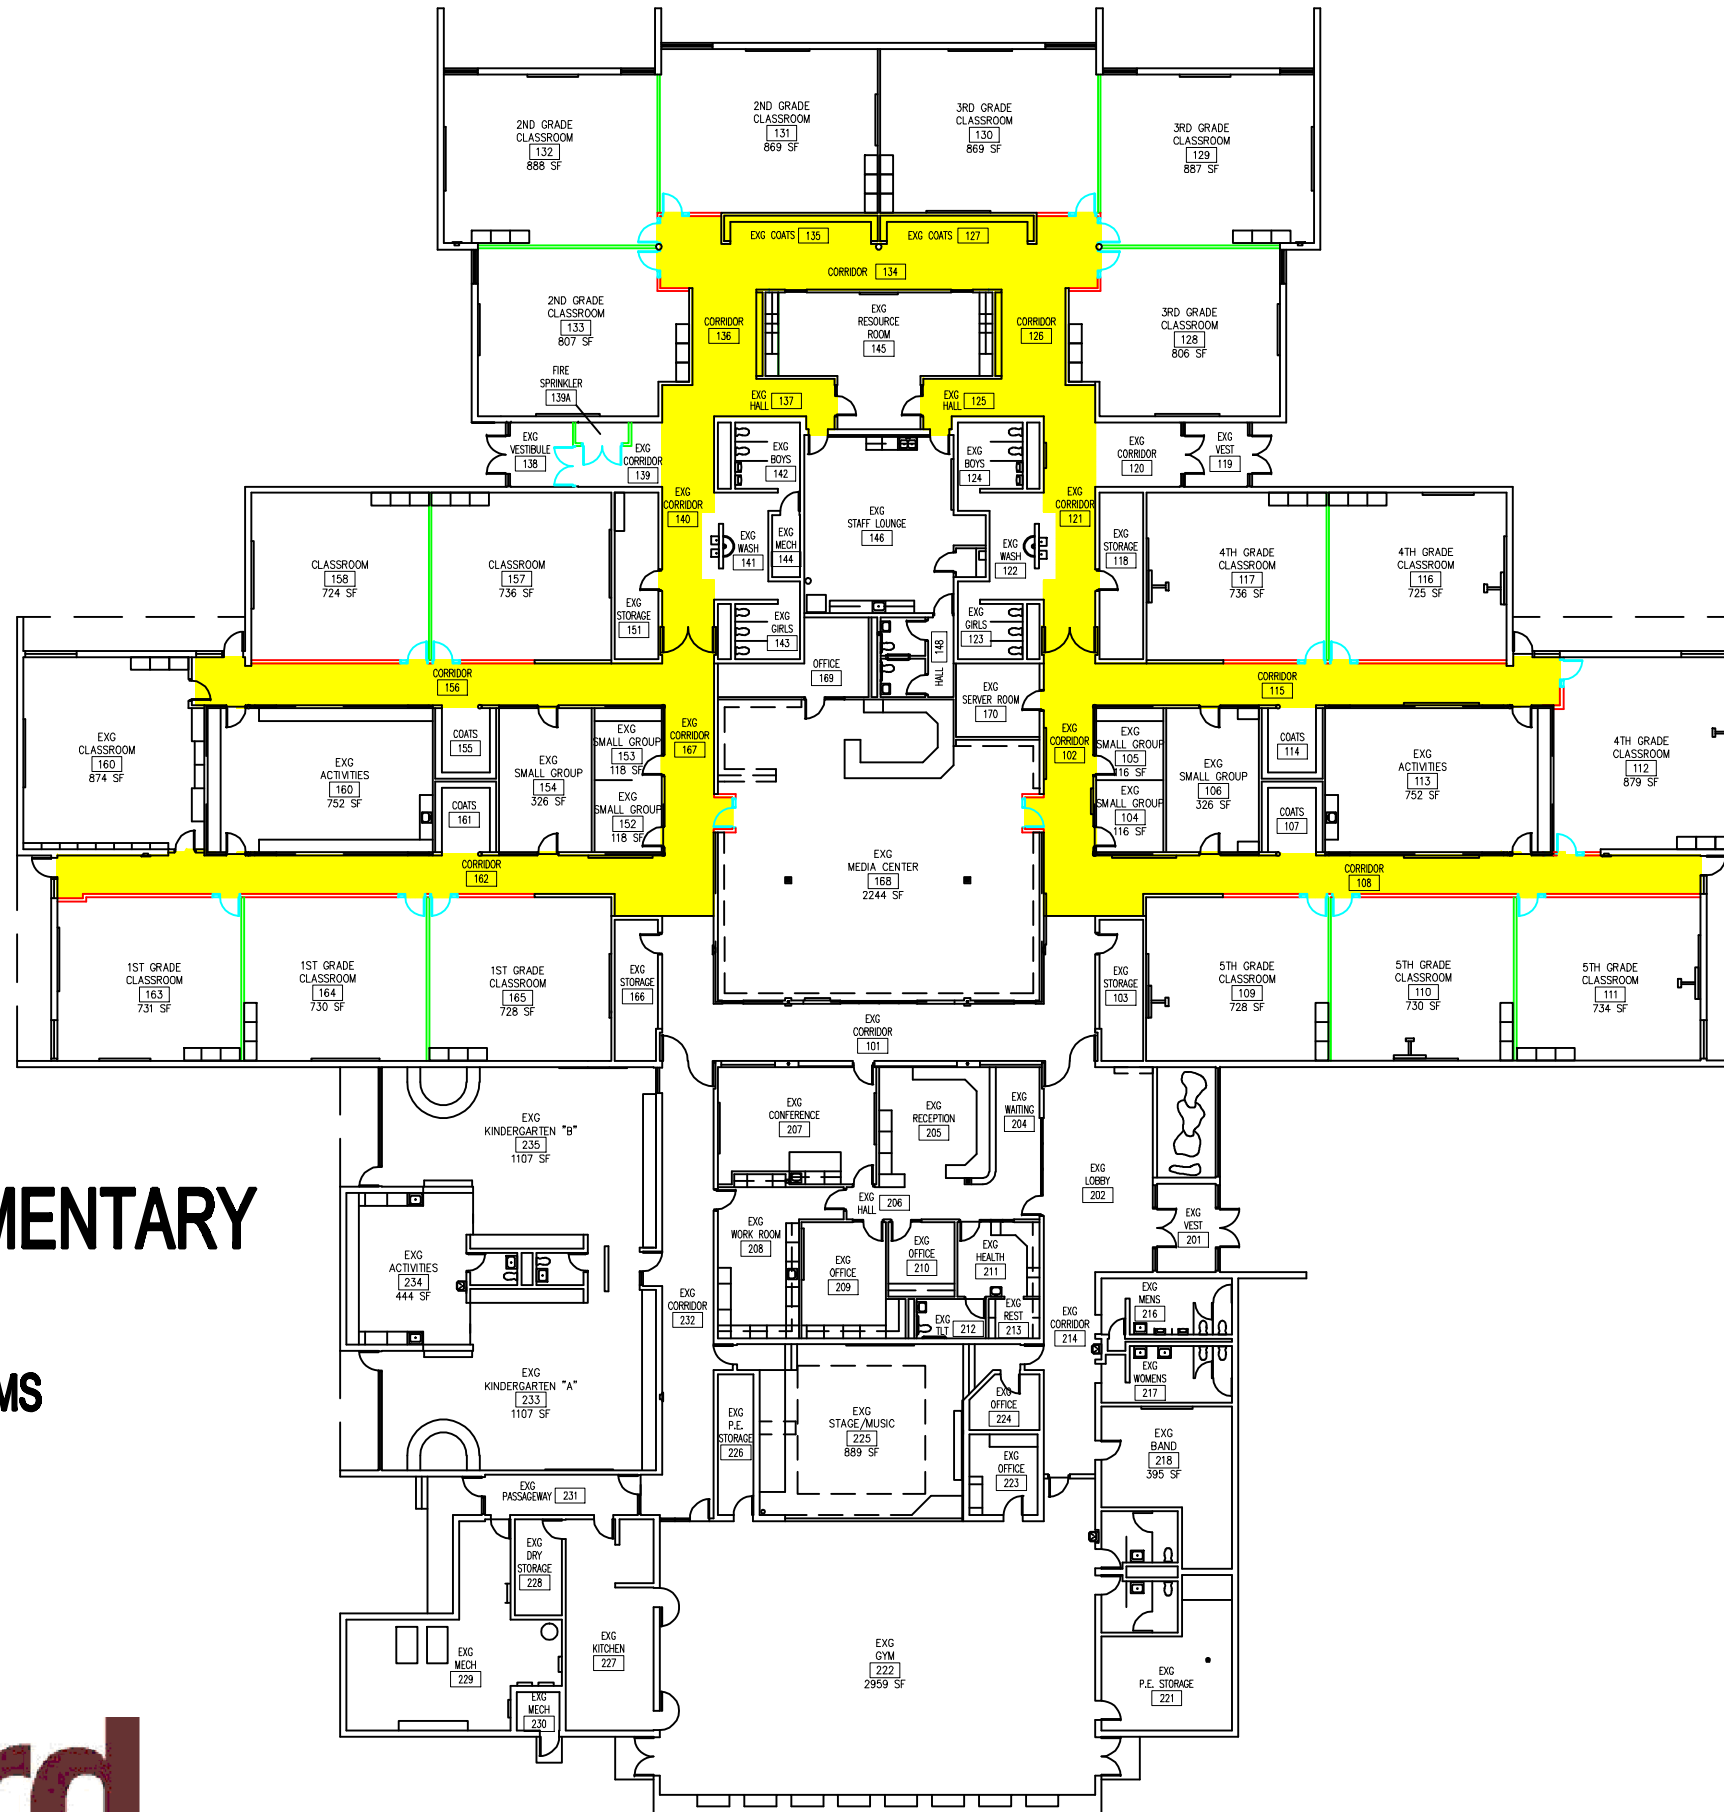 2ND GRADE
CLASSROOM
132
888 SF
2ND GRADE
CLASSROOM
131
869 SF
3RD GRADE
CLASSROOM
130
869 SF
3RD GRADE
CLASSROOM
129
887 SF
EXG COATS 135
EXG COATS 127
CORRIDOR 134
2ND GRADE
CLASSROOM
133
807 SF
CORRIDOR
136
EXG
RESOURCE
ROOM
145
CORRIDOR
126
3RD GRADE
CLASSROOM
128
806 SF
FIRE
SPRINKLER
139A
EXG
HALL 137
EXG
HALL 125
EXG
VESTIBULE
138
EXG
CORRIDOR
139
EXG
BOYS
142
EXG
BOYS
124
EXG
CORRIDOR
120
EXG
VEST
119
EXG
CORRIDOR
140
EXG
WASH
141
EXG
MECH
144
EXG
STAFF LOUNGE
146
EXG
WASH
122
EXG
CORRIDOR
121
EXG
STORAGE
118
CLASSROOM
158
724 SF
CLASSROOM
157
736 SF
4TH GRADE
CLASSROOM
117
736 SF
4TH GRADE
CLASSROOM
116
725 SF
EXG
STORAGE
151
EXG
GIRLS
143
OFFICE
169
HALL 148
EXG
GIRLS
123
CORRIDOR
156
EXG
SERVER ROOM
170
CORRIDOR
115
EXG
CLASSROOM
160
874 SF
EXG
ACTIVITIES
160
752 SF
COATS
155
COATS
161
EXG
SMALL GROUP
154
326 SF
EXG
SMALL GROUP
153
118 SF
EXG
SMALL GROUP
152
118 SF
EXG
CORRIDOR
167
EXG
CORRIDOR
102
EXG
SMALL GROUP
105
116 SF
EXG
SMALL GROUP
104
116 SF
EXG
SMALL GROUP
106
326 SF
COATS
114
COATS
107
EXG
ACTIVITIES
113
752 SF
4TH GRADE
CLASSROOM
112
879 SF
CORRIDOR
162
EXG
MEDIA CENTER
168
2244 SF
CORRIDOR
108
1ST GRADE
CLASSROOM
163
731 SF
1ST GRADE
CLASSROOM
164
730 SF
1ST GRADE
CLASSROOM
165
728 SF
EXG
STORAGE
166
EXG
STORAGE
103
5TH GRADE
CLASSROOM
109
728 SF
5TH GRADE
CLASSROOM
110
730 SF
5TH GRADE
CLASSROOM
111
734 SF
EXG
CORRIDOR
101
EXG
KINDERGARTEN "B"
235
1107 SF
EXG
CONFERENCE
207
EXG
RECEPTION
205
EXG
WAITING
204
EXG
LOBBY
202
EXG
HALL 206
EXG
VEST
201
MENTARY
EXG
ACTIVITIES
234
444 SF
EXG
WORK ROOM
208
EXG
OFFICE
209
EXG
OFFICE
210
EXG
HEALTH
211
EXG
CORRIDOR
232
EXG
TLT 212
EXG
REST
213
EXG
CORRIDOR
214
EXG
MENS
216
EXG
WOMENS
217
MS
EXG
KINDERGARTEN "A"
233
1107 SF
EXG
P.E.
STORAGE
226
EXG
STAGE/MUSIC
225
889 SF
EXG
OFFICE
224
EXG
OFFICE
223
EXG
BAND
218
395 SF
EXG
PASSAGEWAY 231
EXG
DRY
STORAGE
228
EXG
MECH
229
EXG
KITCHEN
227
EXG
MECH
230
EXG
GYM
222
2959 SF
EXG
P.E. STORAGE
221
rd